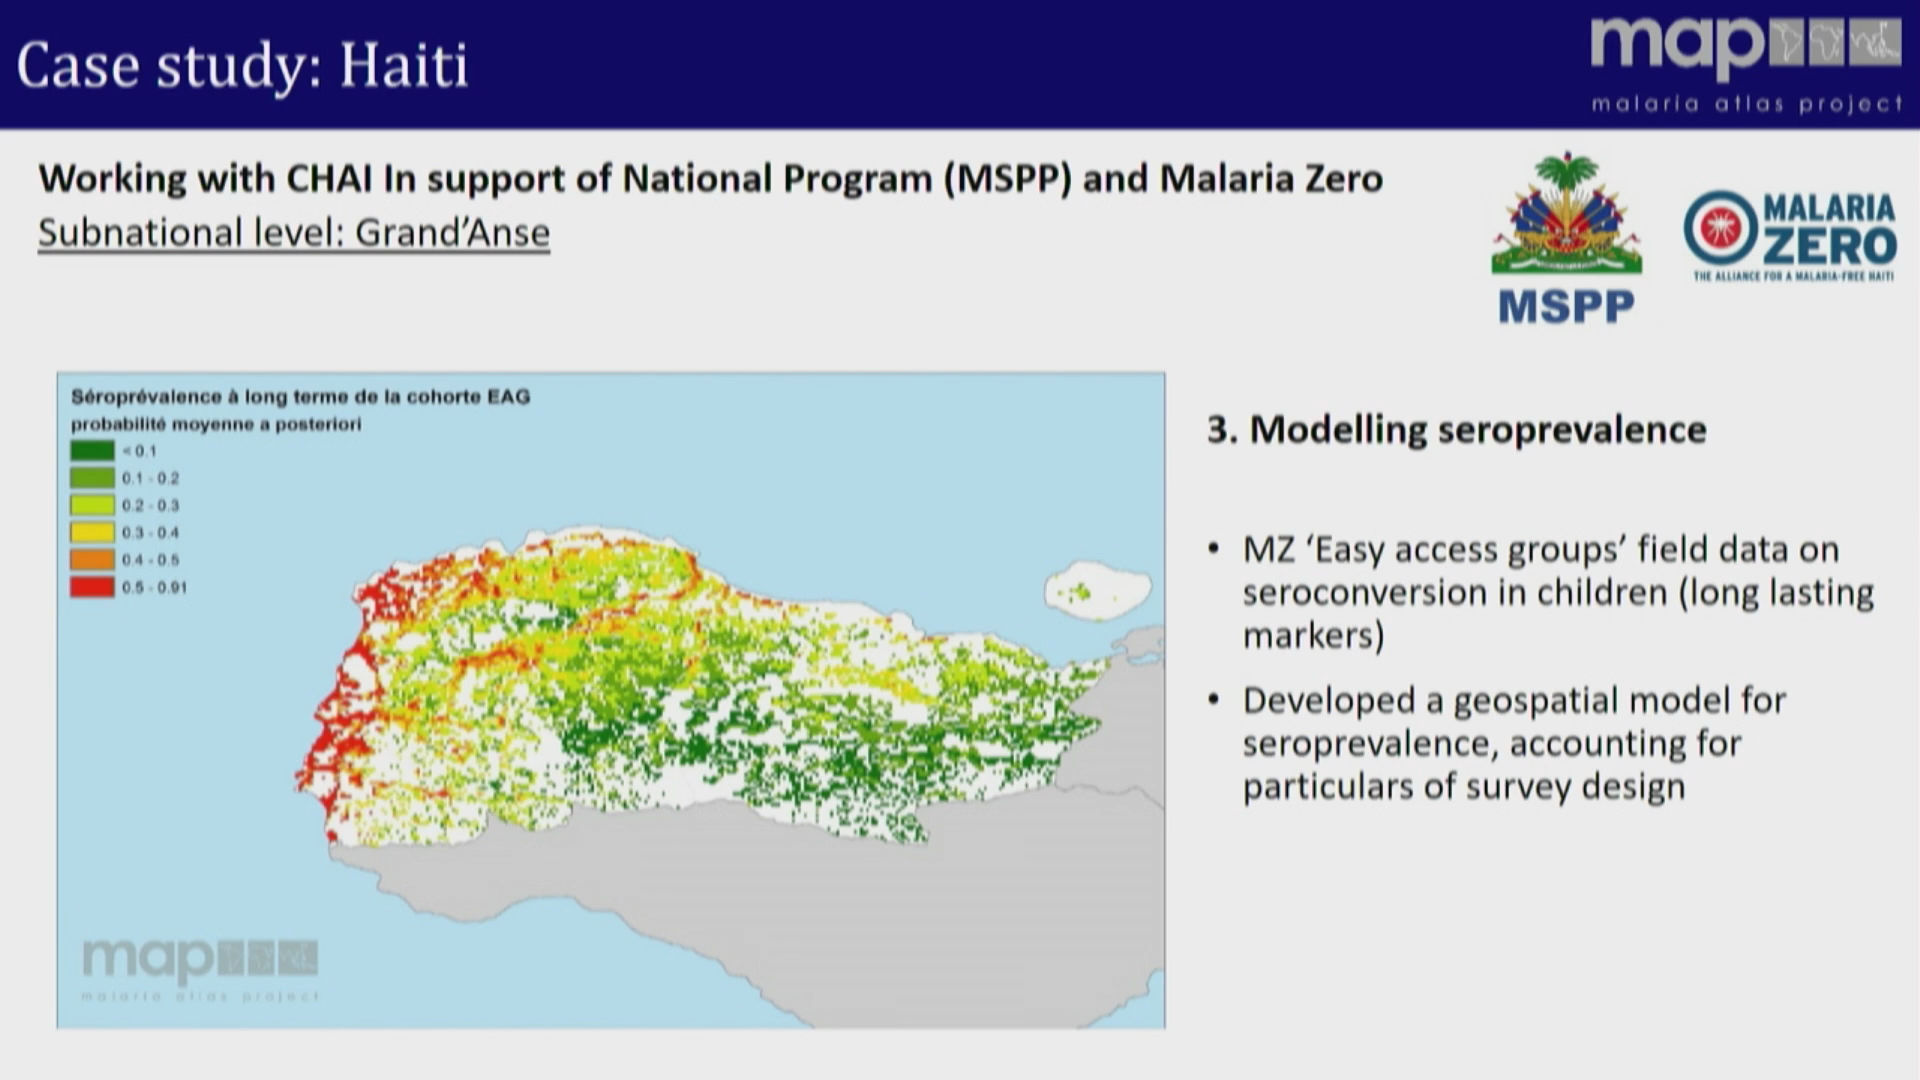 Case study: Haiti
map
malaria atlas project
Working with CHAI In support of National Program (MSPP) and Malaria Zero
Subnational level: Grand'Anse
MSPP
MALARIA
ZERO
THE ALLIANCE FOR A MALARIA-FREE HAITI
Séroprévalence à long terme de la cohorte EAG
probabilité moyenne a posteriori
< 0.1
0.1 - 0.2
0.2 - 0.3
0.3 - 0.4
0.4 - 0.5
0.5 - 0.91
map
malaria atlas project
3. Modelling seroprevalence
• MZ 'Easy access groups' field data on
seroconversion in children (long lasting
markers)
• Developed a geospatial model for
seroprevalence, accounting for
particulars of survey design